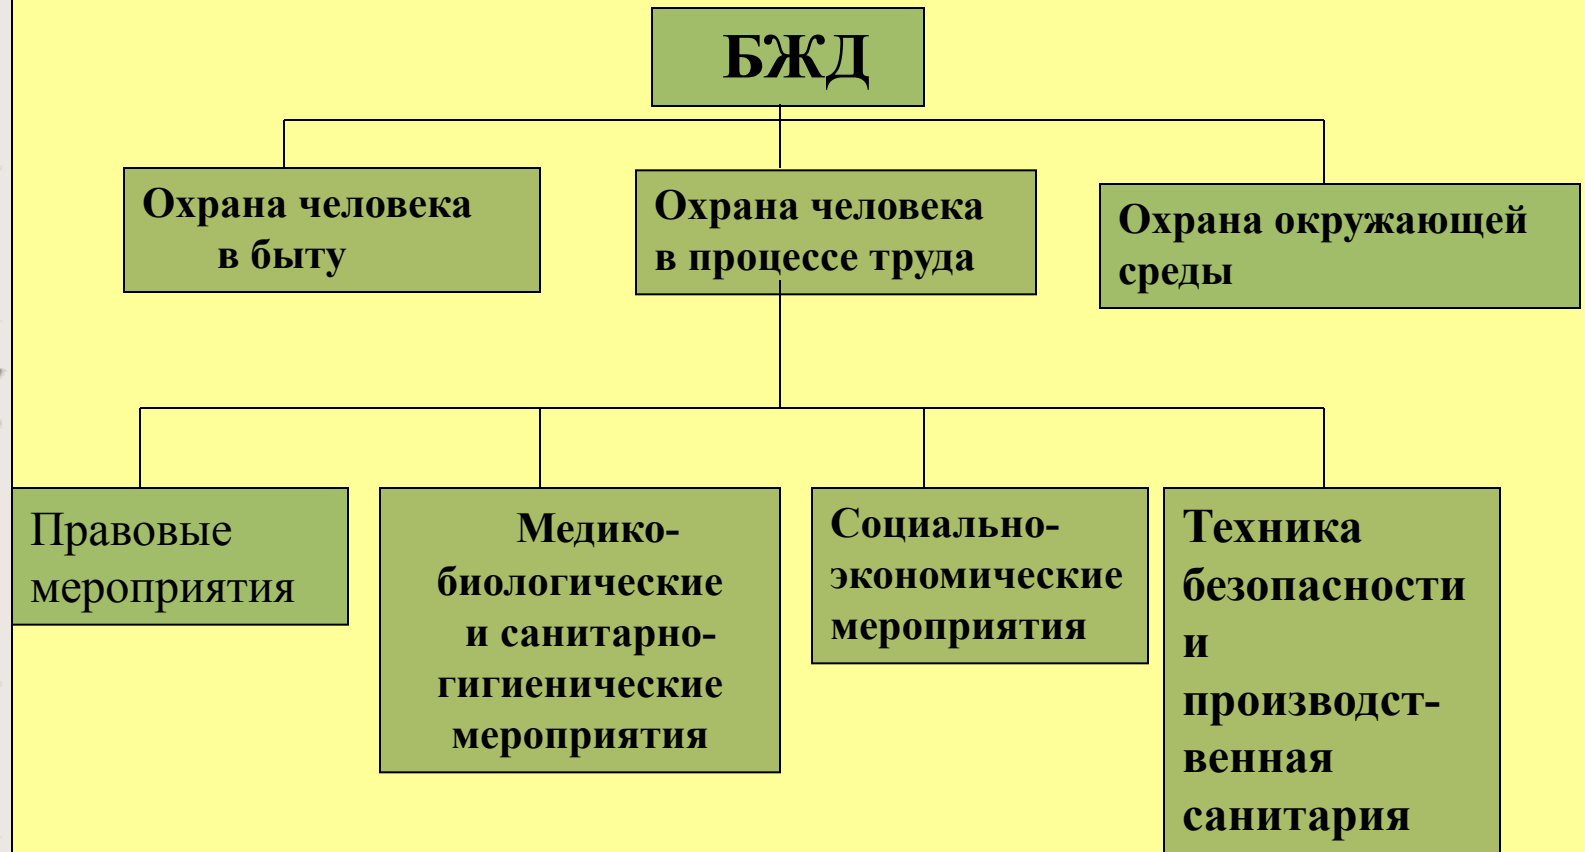 БЖД
Охрана человека
в быту
Охрана человека
в процессе труда
Охрана окружающей
среды
Правовые
мероприятия
Медико-
биологические
и санитарно-
гигиенические
мероприятия
Социально-
экономические
мероприятия
Техника
безопасности
и
производст-
венная
санитария